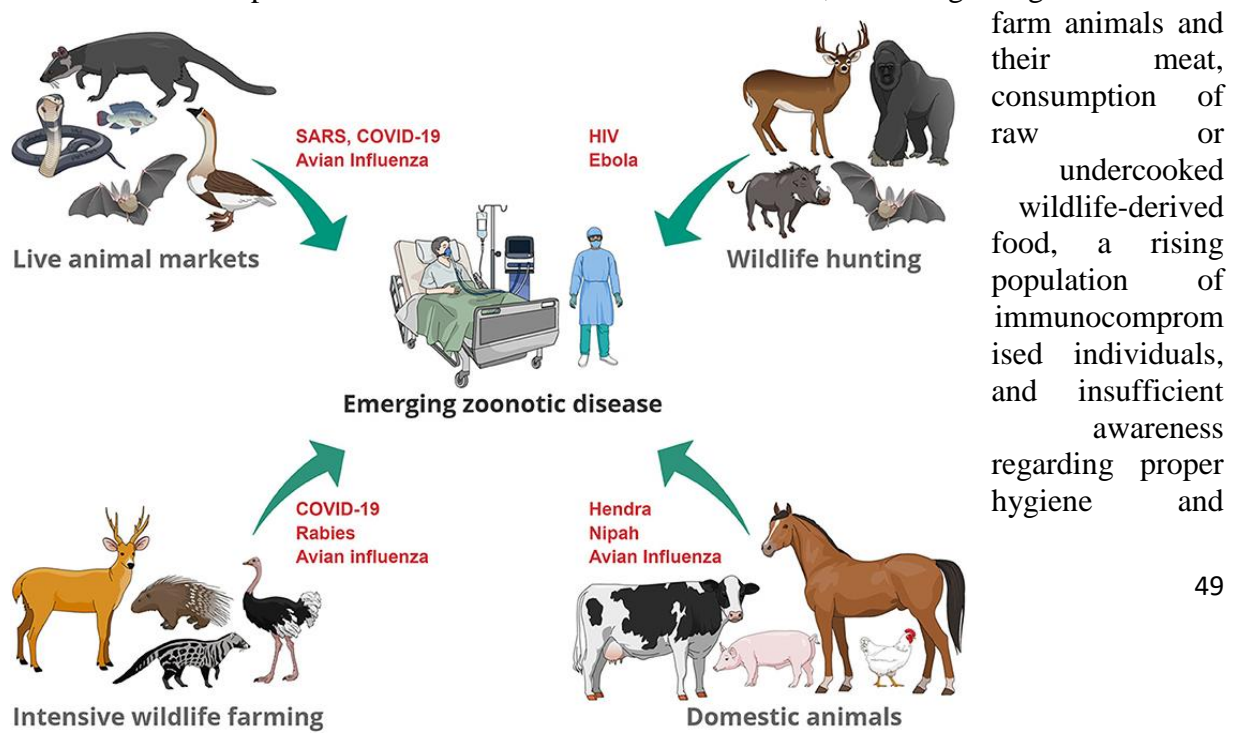 farm animals and
their meat,
consumption of
raw or
undercooked
wildlife-derived
food, a rising
population of
immunocomprom
ised individuals,
and insufficient
awareness
regarding proper
hygiene and
SARS, COVID-19
Avian Influenza
HIV
Ebola
Live animal markets
Wildlife hunting
Emerging zoonotic disease
COVID-19
Rabies
Avian influenza
Hendra
Nipah
Avian Influenza
Intensive wildlife farming
Domestic animals
49